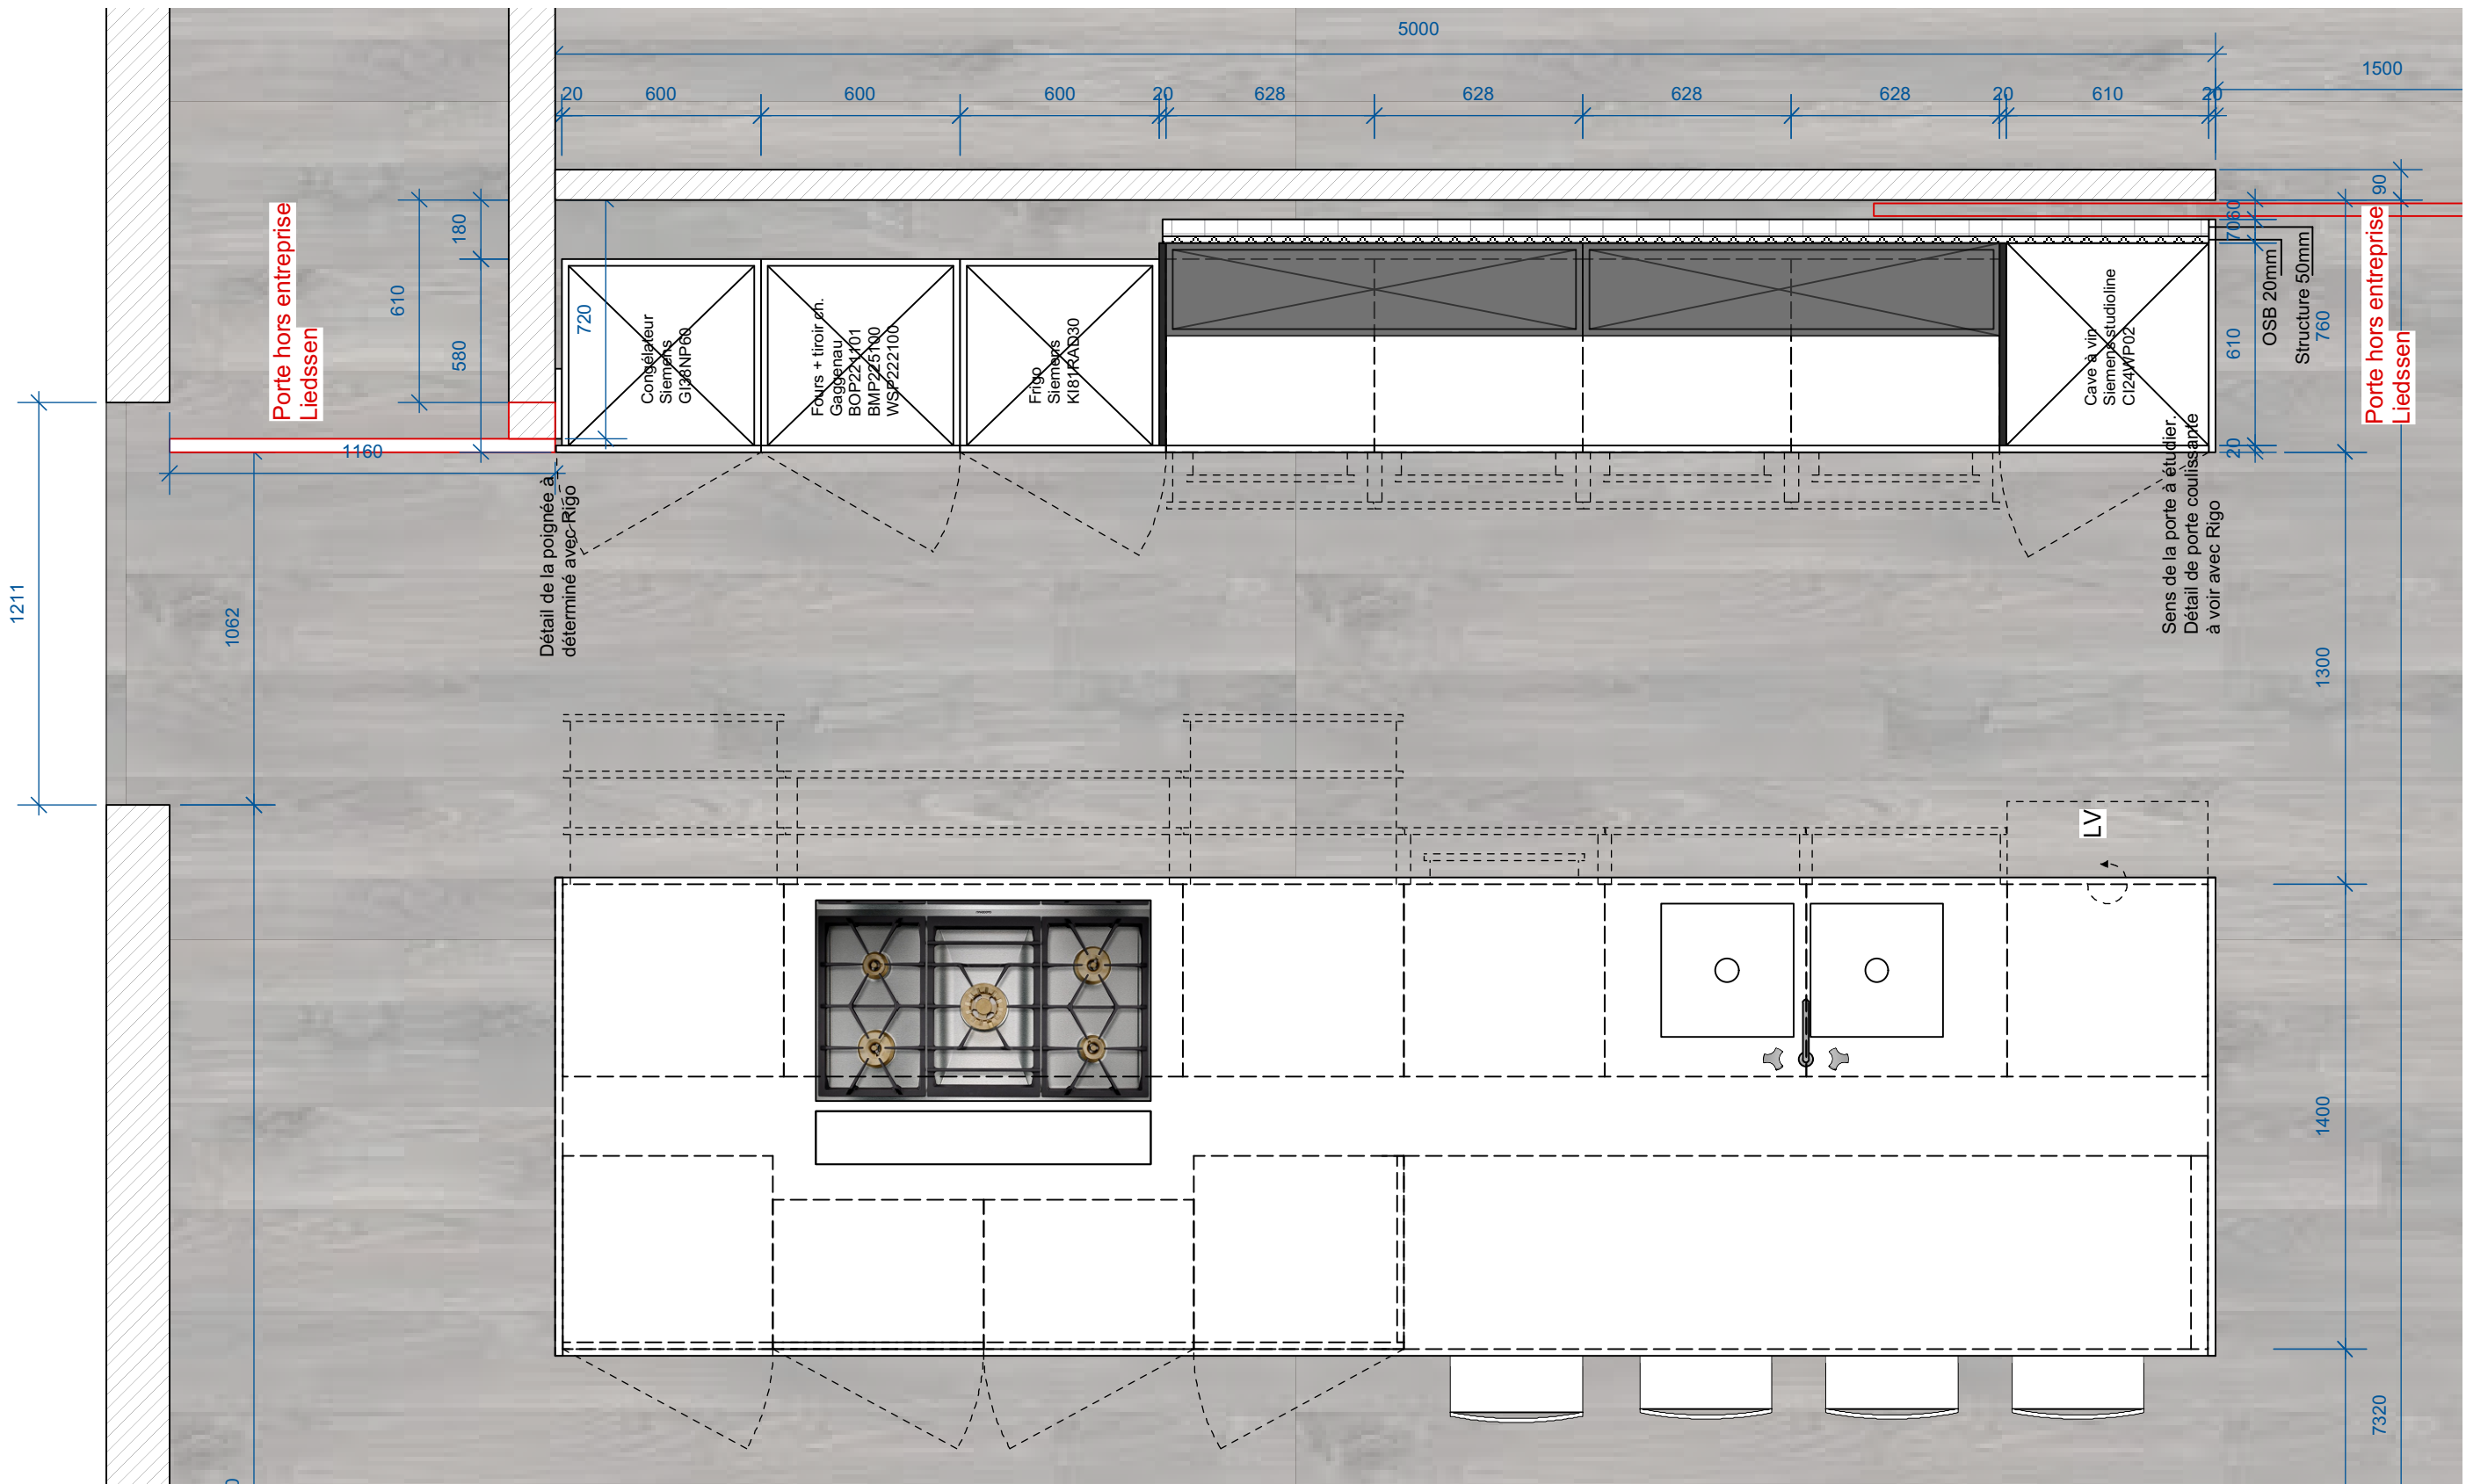 5000
1500
20
600
600
600
20
628
628
628
628
20
610
20
90
180
610
580
720
60
70
610
760
20
Porte hors entreprise
Liedssen
Congélateur
Siemens
GI38NP60
Fours + tiroir ch.
Gaggenau
BOP221101
BMP225100
WSP222100
Frigo
Siemens
KI81RAD30
Cave à vin
Siemens studioline
CI24WP02
OSB 20mm
Structure 50mm
Porte hors entreprise
Liedssen
1160
1211
1062
Détail de la poignée à
déterminé avec Rigo
Sens de la porte à étudier.
Détail de porte coulissante
à voir avec Rigo
1300
LV
1400
7320